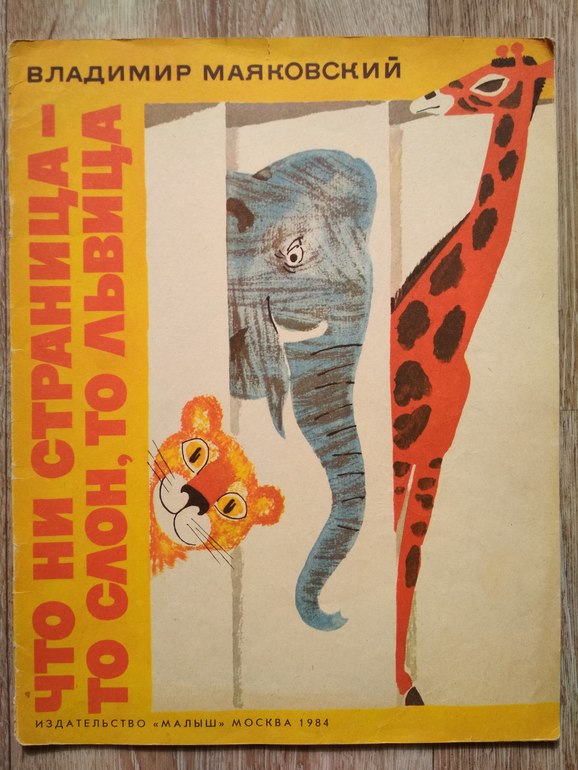 ВЛАДИМИР МАЯКОВСКИЙ
ЧТО НИ СТРАНИЦА –
ТО СЛОН, ТО ЛЬВИЦА
ИЗДАТЕЛЬСТВО «МАЛЫШ» МОСКВА 1984